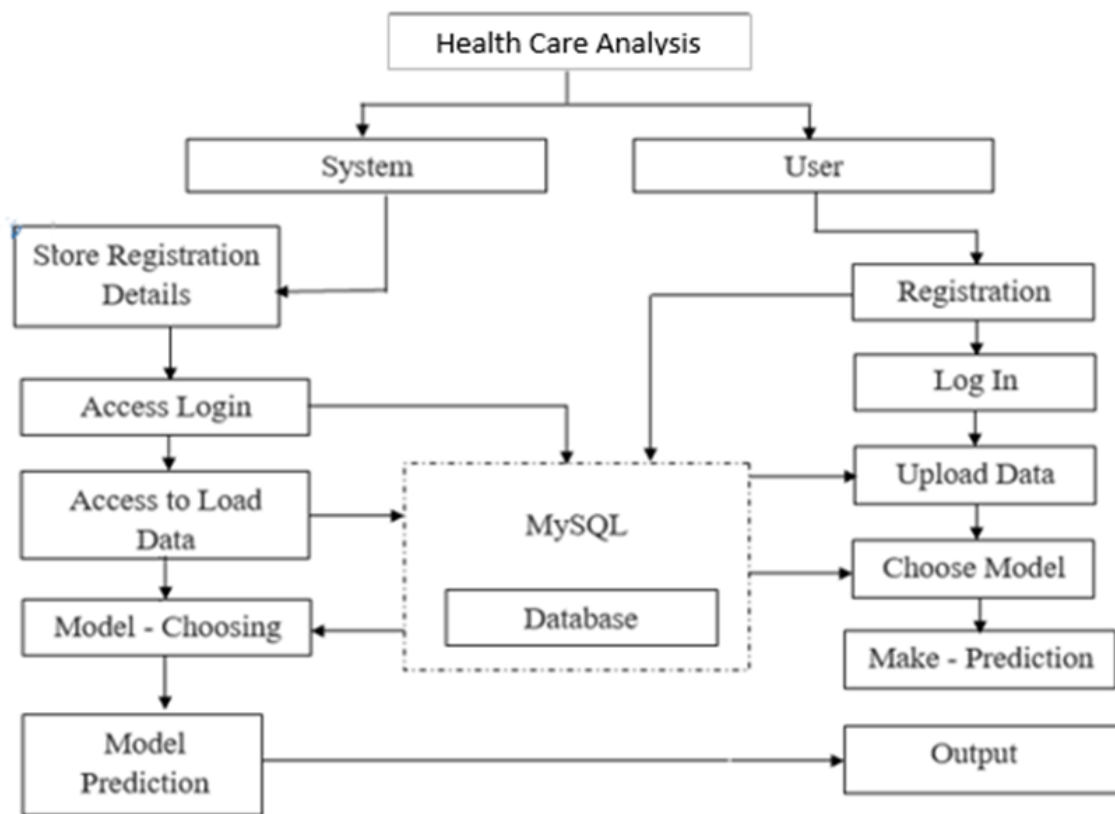 Health Care Analysis
System
User
Store Registration
Details
Registration
Access Login
Log In
Access to Load
Data
Upload Data
MySQL
Choose Model
Model - Choosing
Database
Make - Prediction
Model
Prediction
Output